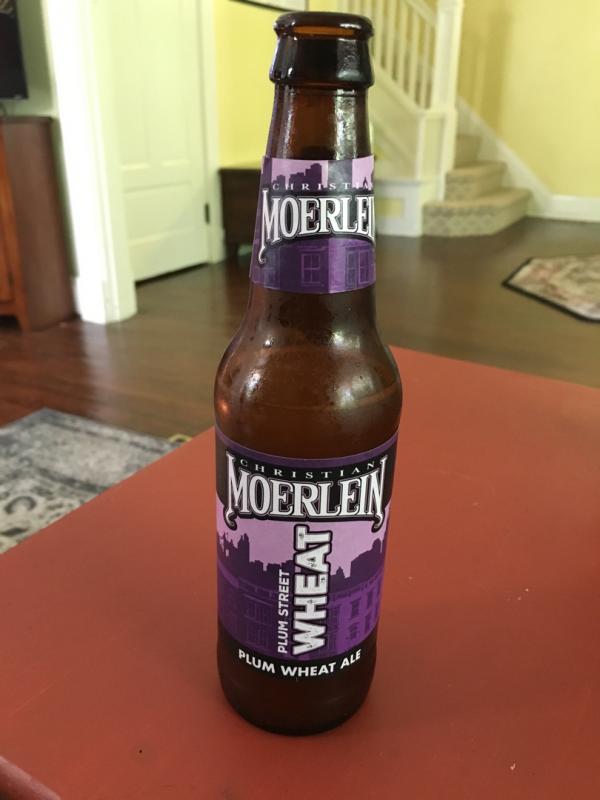 CHRISTIAN
MOERLEIN
CHRISTIAN
MOERLEIN
PLUM STREET
WHEAT
PLUM WHEAT ALE